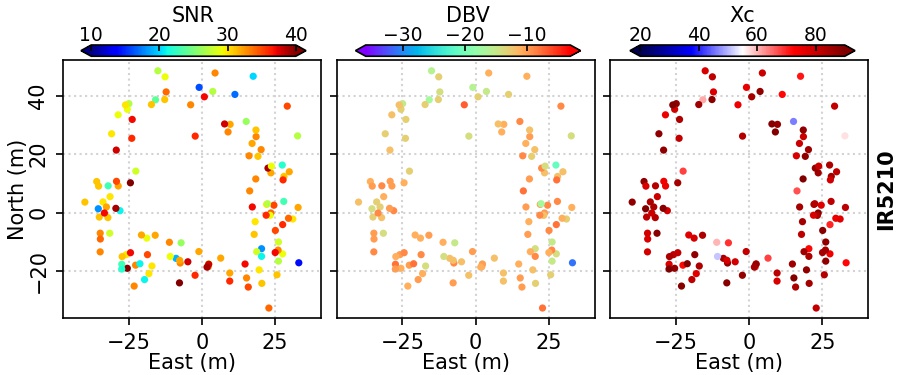 SNR DBV Xc
10 20 30 40 −30 −20 −10 20 40 60 80
40
20
0
−20
North (m)
−25 0 25 −25 0 25 −25 0 25
East (m) East (m) East (m)
IR5210